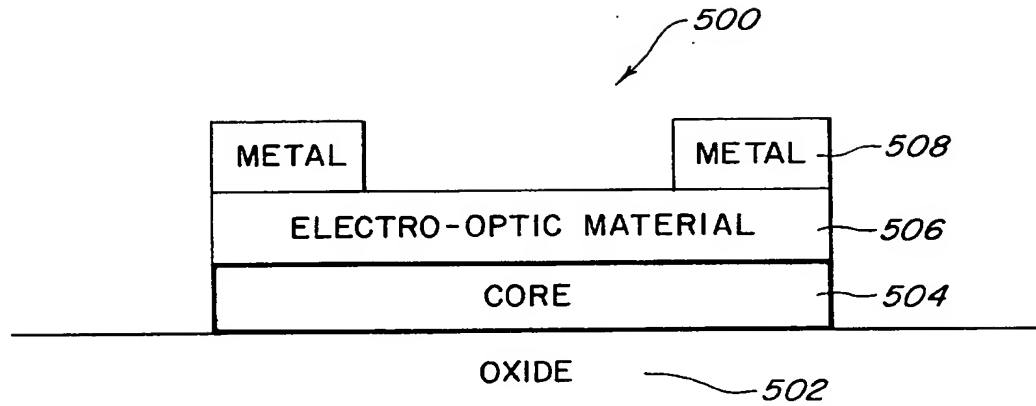 500
METAL
METAL
508
ELECTRO-OPTIC MATERIAL
506
CORE
504
OXIDE
502